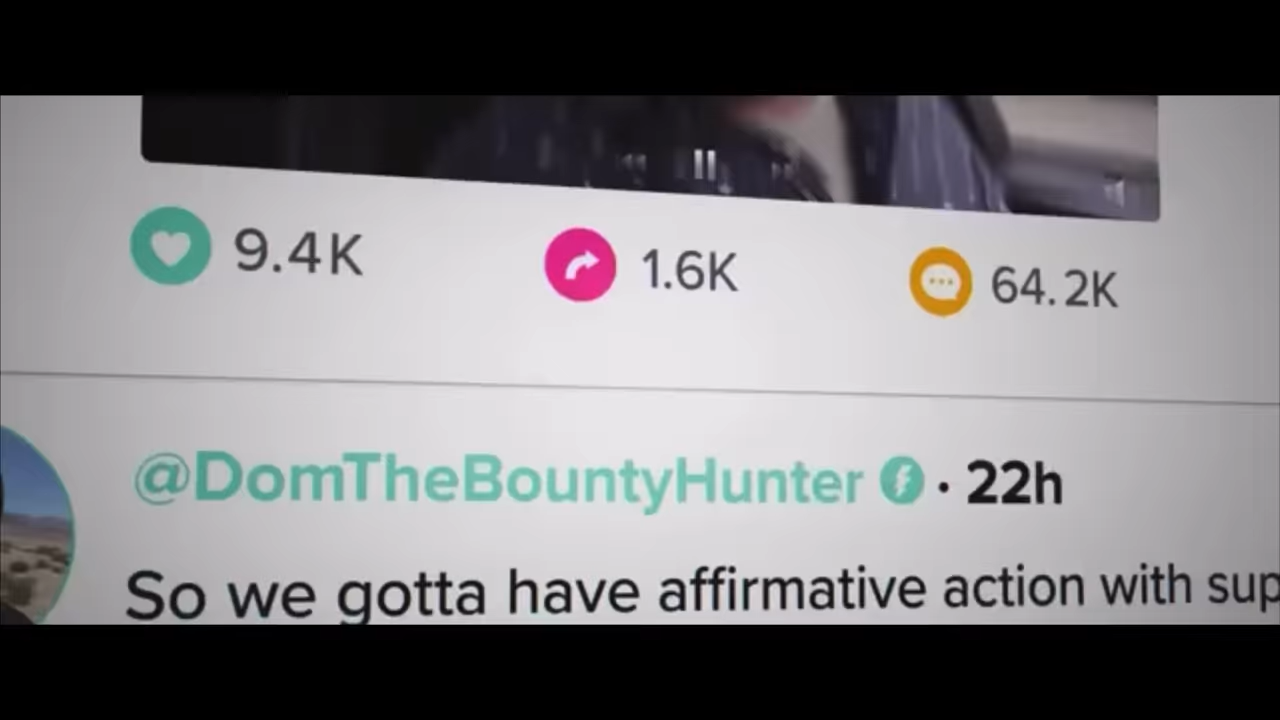 9.4K 1.6K 64.2K
@DomTheBountyHunter · 22h
So we gotta have affirmative action with sup